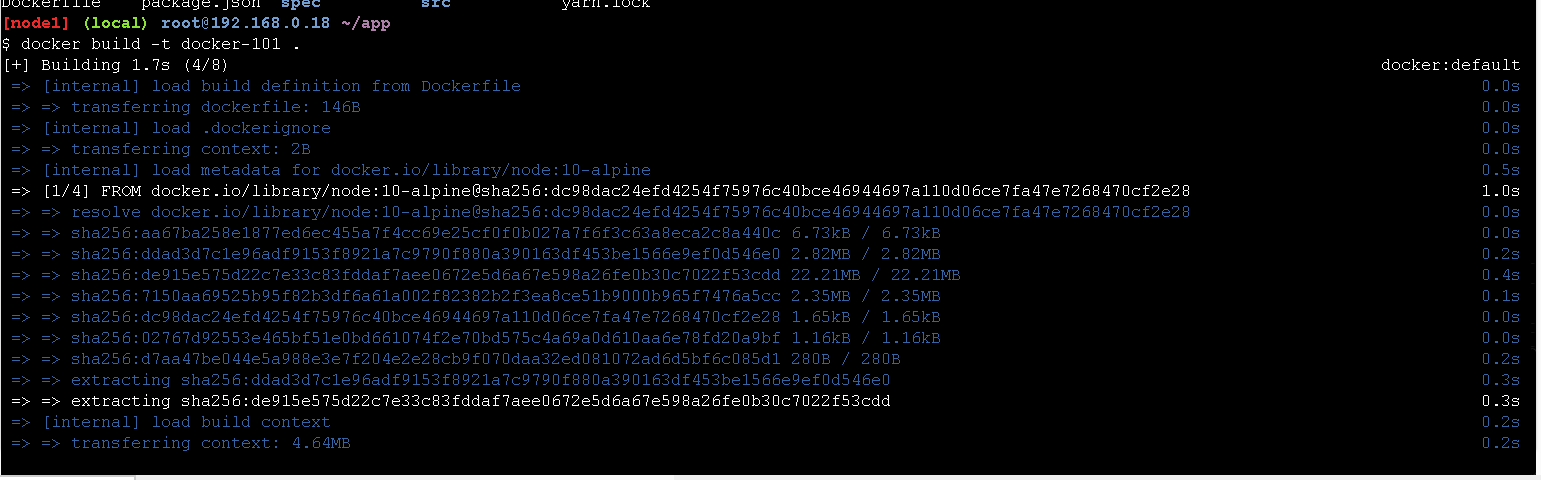 Dockerfile package.json spec src yarn.lock
[node1] (local) root@192.168.0.18 ~/app
$ docker build -t docker-101 .
[+] Building 1.7s (4/8) docker:default
=> [internal] load build definition from Dockerfile 0.0s
=> => transferring dockerfile: 146B 0.0s
=> [internal] load .dockerignore 0.0s
=> => transferring context: 2B 0.0s
=> [internal] load metadata for docker.io/library/node:10-alpine 0.5s
=> [1/4] FROM docker.io/library/node:10-alpine@sha256:dc98dac24efd4254f75976c40bce46944697a110d06ce7fa47e7268470cf2e28 1.0s
=> => resolve docker.io/library/node:10-alpine@sha256:dc98dac24efd4254f75976c40bce46944697a110d06ce7fa47e7268470cf2e28 0.0s
=> => sha256:aa67ba258e1877ed6ec455a7f4cc69e25cf0f0b027a7f6f3c63a8eca2c8a440c 6.73kB / 6.73kB 0.0s
=> => sha256:ddad3d7c1e96adf9153f8921a7c9790f880a390163df453be1566e9ef0d546e0 2.82MB / 2.82MB 0.2s
=> => sha256:de915e575d22c7e33c83fddaf7aee0672e5d6a67e598a26fe0b30c7022f53cdd 22.21MB / 22.21MB 0.4s
=> => sha256:7150aa69525b95f82b3df6a61a002f82382b2f3ea8ce51b9000b965f7476a5cc 2.35MB / 2.35MB 0.1s
=> => sha256:dc98dac24efd4254f75976c40bce46944697a110d06ce7fa47e7268470cf2e28 1.65kB / 1.65kB 0.0s
=> => sha256:02767d92553e465bf51e0bd661074f2e70bd575c4a69a0d610aa6e78fd20a9bf 1.16kB / 1.16kB 0.0s
=> => sha256:d7aa47be044e5a988e3e7f204e2e28cb9f070daa32ed081072ad6d5bf6c085d1 280B / 280B 0.2s
=> => extracting sha256:ddad3d7c1e96adf9153f8921a7c9790f880a390163df453be1566e9ef0d546e0 0.3s
=> => extracting sha256:de915e575d22c7e33c83fddaf7aee0672e5d6a67e598a26fe0b30c7022f53cdd 0.3s
=> [internal] load build context 0.2s
=> => transferring context: 4.64MB 0.2s